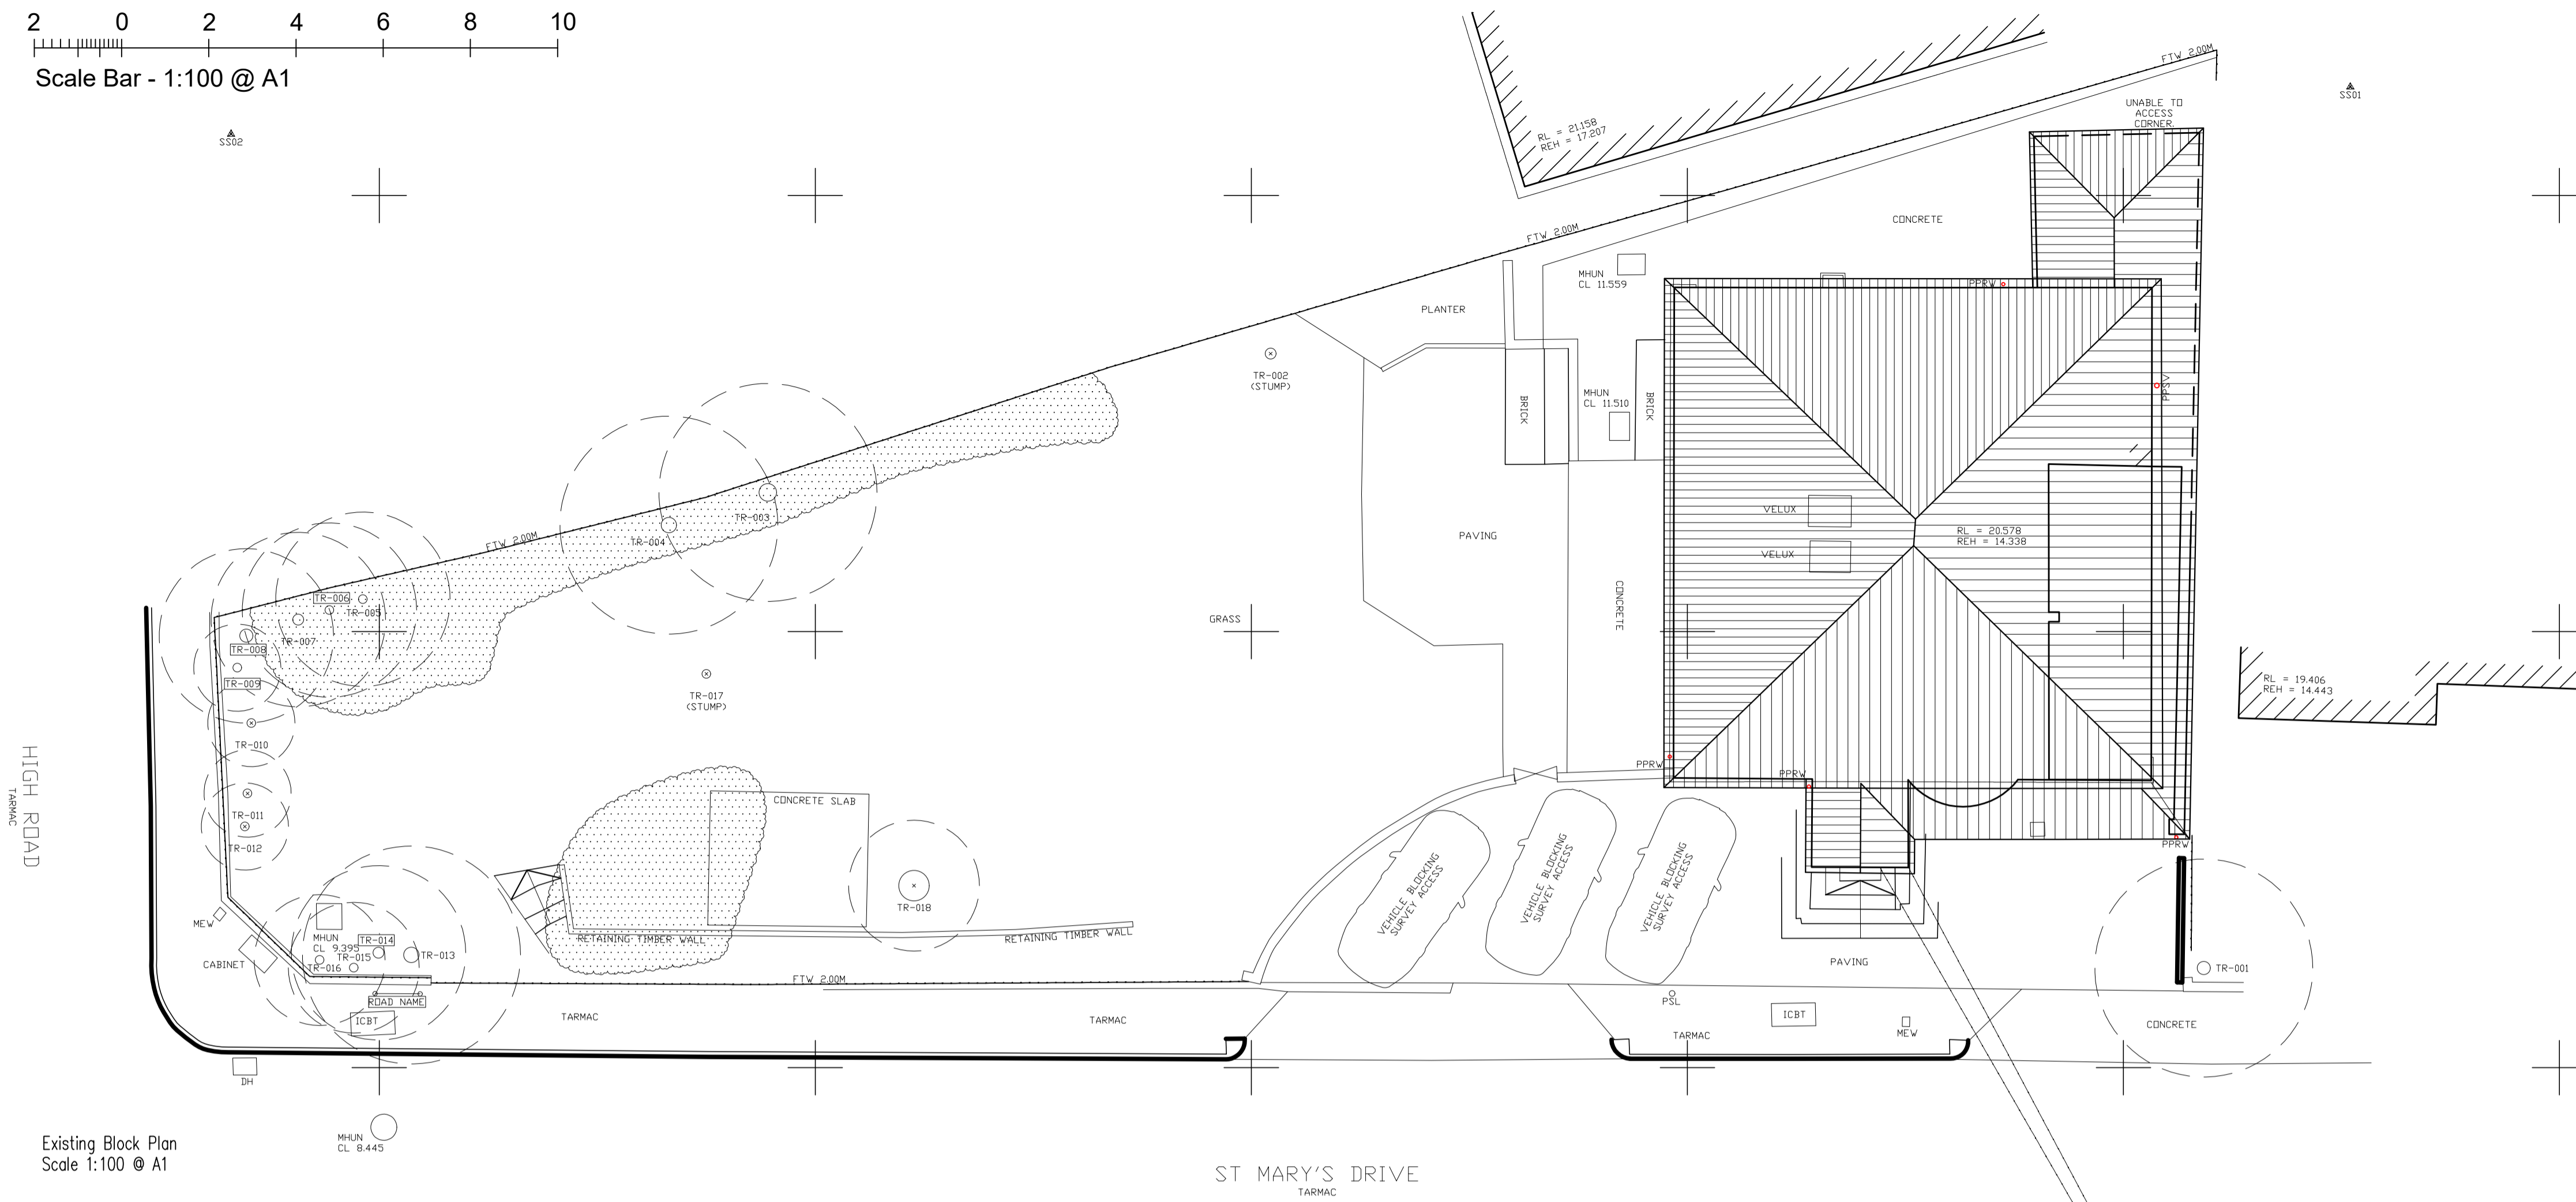 2 0 2 4 6 8 10
Scale Bar - 1:100 @ A1
SS02
SS01
FTW 2.00M
UNABLE TO
ACCESS
CORNER.
RL = 21.158
REH = 17.207
CONCRETE
FTW 2.00M
MHUN
CL 11.559
PPRW
PLANTER
TR-002
(STUMP)
MHUN
CL 11.510
BRICK
BRICK
PPSV
TR-003
TR-004
FTW 2.00M
PAVING
VELUX
VELUX
RL = 20.578
REH = 14.338
TR-006
TR-005
TR-007
TR-008
TR-009
GRASS
CONCRETE
TR-017
(STUMP)
RL = 19.406
REH = 14.443
TR-010
HIGH ROAD
TARMAC
TR-011
TR-012
CONCRETE SLAB
PPRW
PPRW
PPRW
VEHICLE BLOCKING
SURVEY ACCESS
VEHICLE BLOCKING
SURVEY ACCESS
VEHICLE BLOCKING
SURVEY ACCESS
TR-018
MEW
MHUN
CL 9.395
TR-014
TR-015
TR-013
TR-016
CABINET
RETAINING TIMBER WALL
RETAINING TIMBER WALL
PAVING
TR-001
FTW 2.00M
ROAD NAME
PSL
ICBT
TARMAC
TARMAC
ICBT
TARMAC
MEW
CONCRETE
DH
MHUN
CL 8.445
Existing Block Plan
Scale 1:100 @ A1
ST MARY'S DRIVE
TARMAC